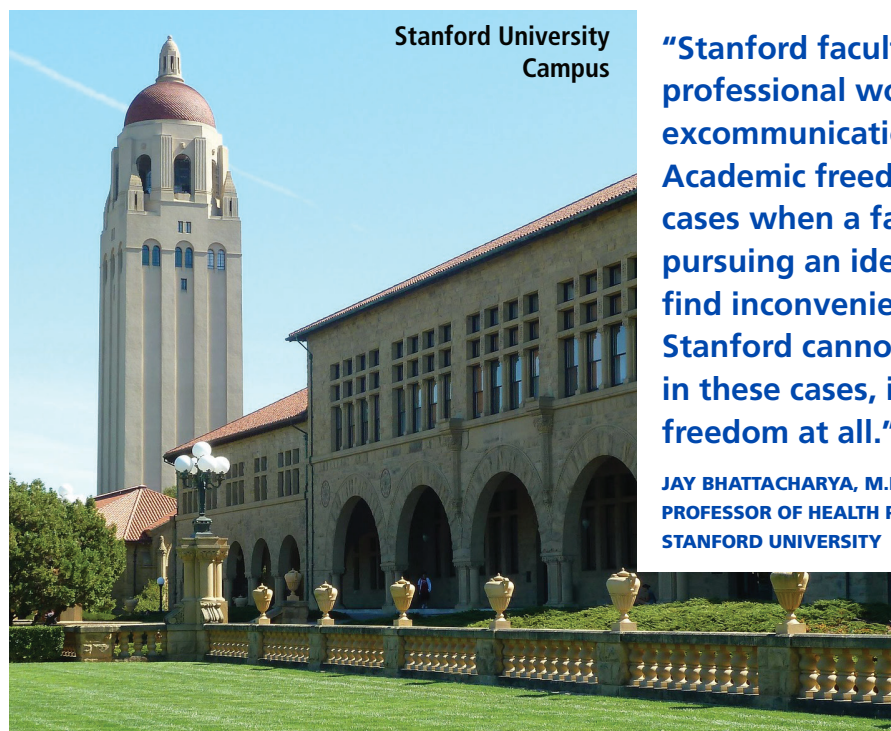 Stanford University
Campus
“Stanford
professional
Academic
cases when a
pursuing an
find
Stanford
in these cases,
freedom at all.”
JAY BHATTACHARYA,
PROFESSOR OF HEALTH
STANFORD UNIVERSITY